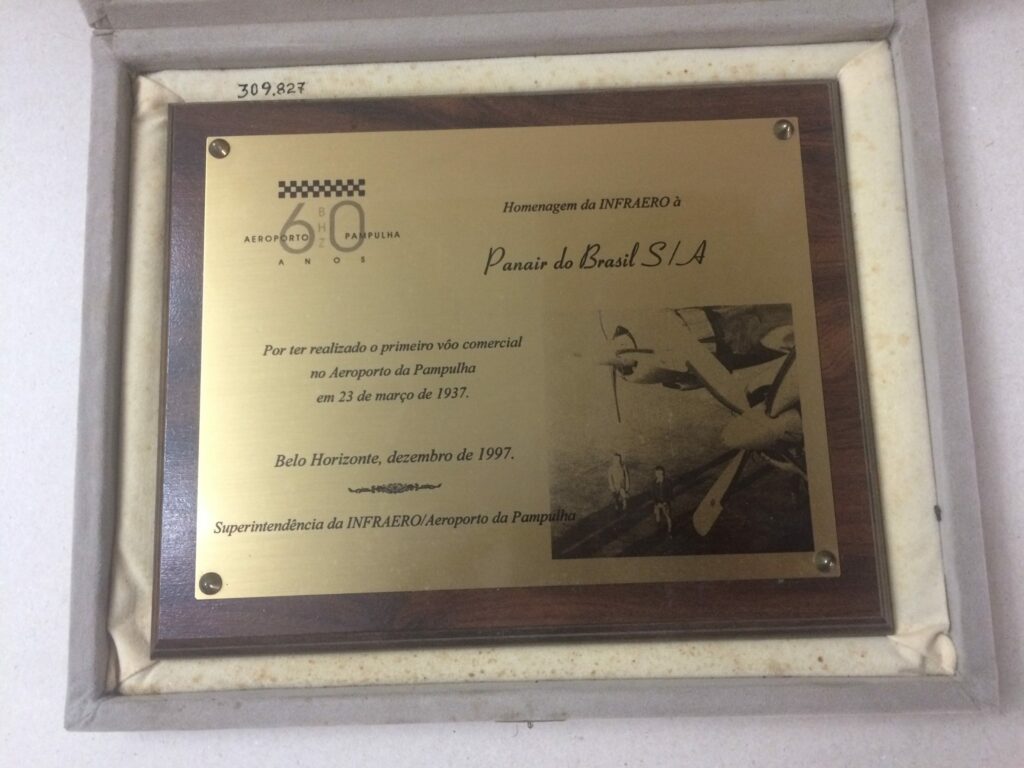 309.827
60
BHZ
AEROPORTO PAMPULHA
ANOS
Homenagem da INFRAERO à
Panair do Brasil S/A
Por ter realizado o primeiro vôo comercial
no Aeroporto da Pampulha
em 23 de março de 1937.
Belo Horizonte, dezembro de 1997.
Superintendência da INFRAERO/Aeroporto da Pampulha